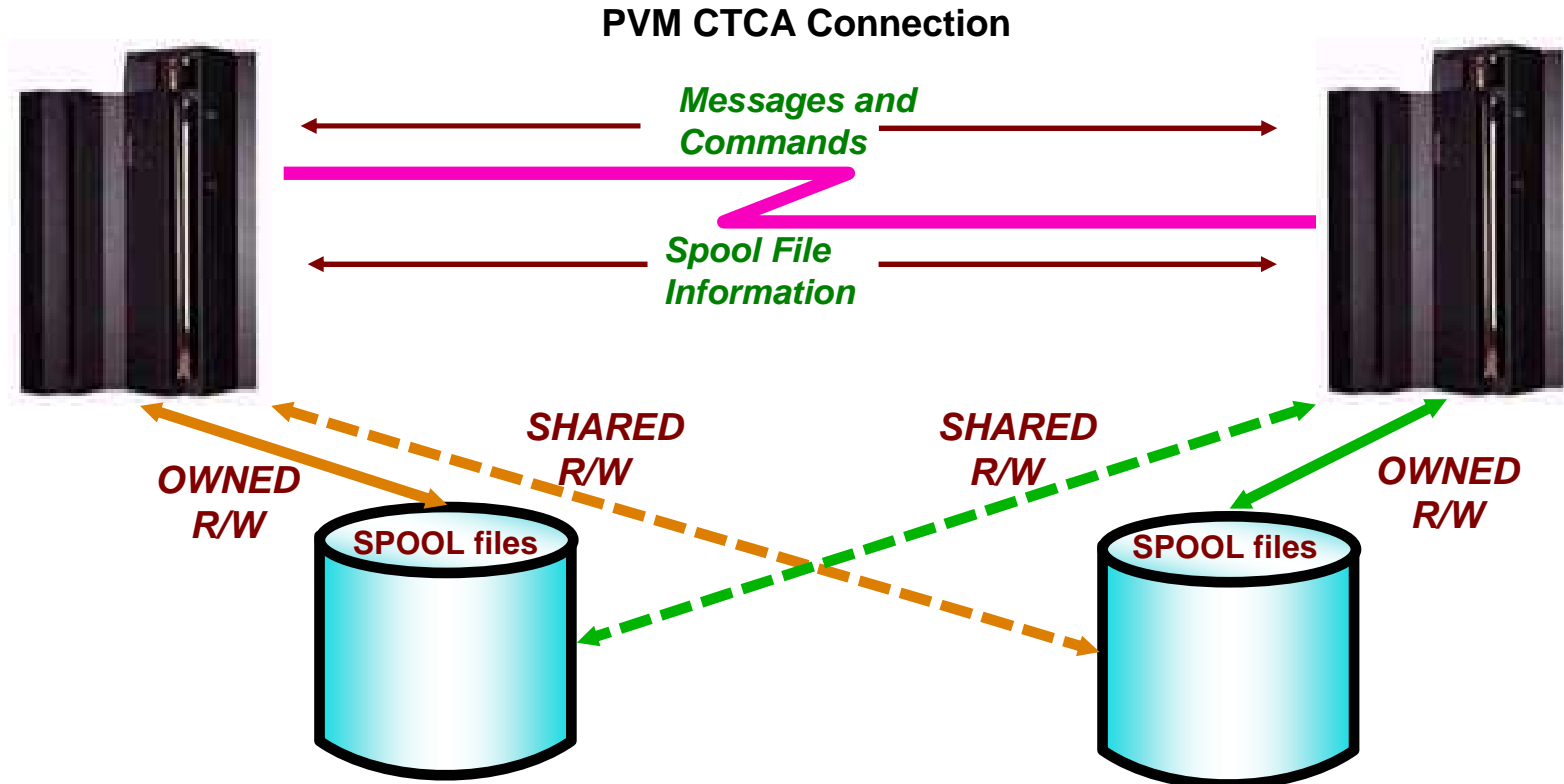 PVM CTCA Connection
Messages and
Commands
Spool File
Information
SHARED
R/W
SHARED
R/W
OWNED
R/W
OWNED
R/W
SPOOL files
SPOOL files